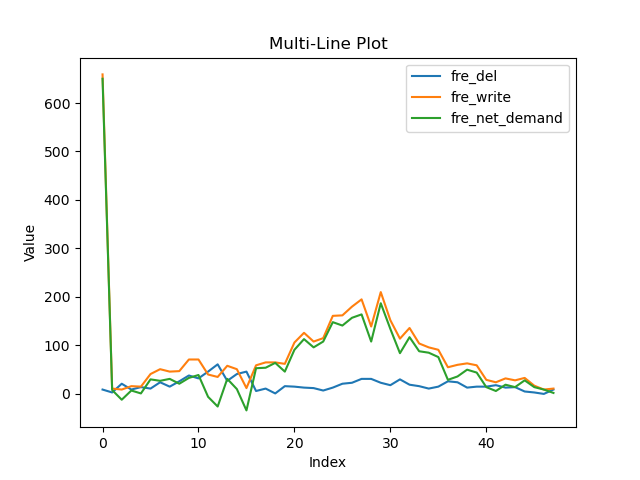 Multi-Line Plot
fre_del
fre_write
fre_net_demand
600
500
400
300
200
100
0
Value
0 10 20 30 40
Index